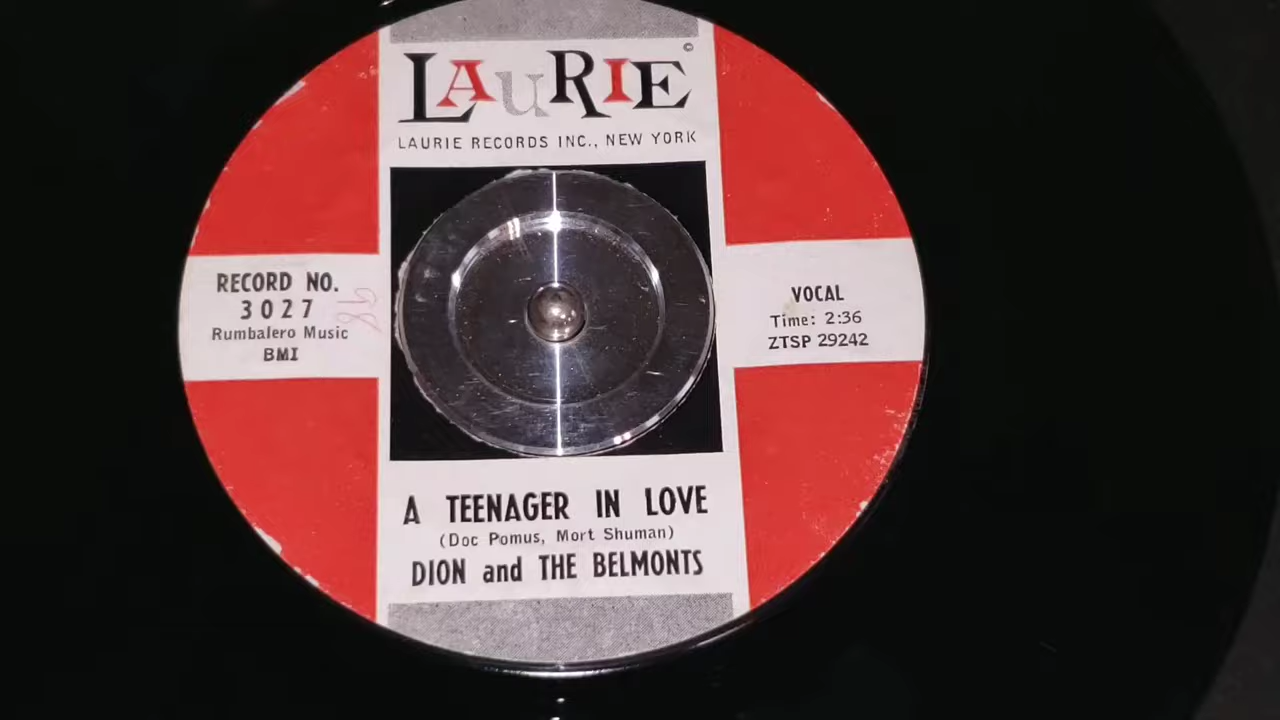 LAURIE ©
LAURIE RECORDS INC., NEW YORK
RECORD NO.
3027
Rumbalero Music
BMI
VOCAL
Time: 2:36
ZTSP 29242
A TEENAGER IN LOVE
(Doc Pomus, Mort Shuman)
DION and THE BELMONTS